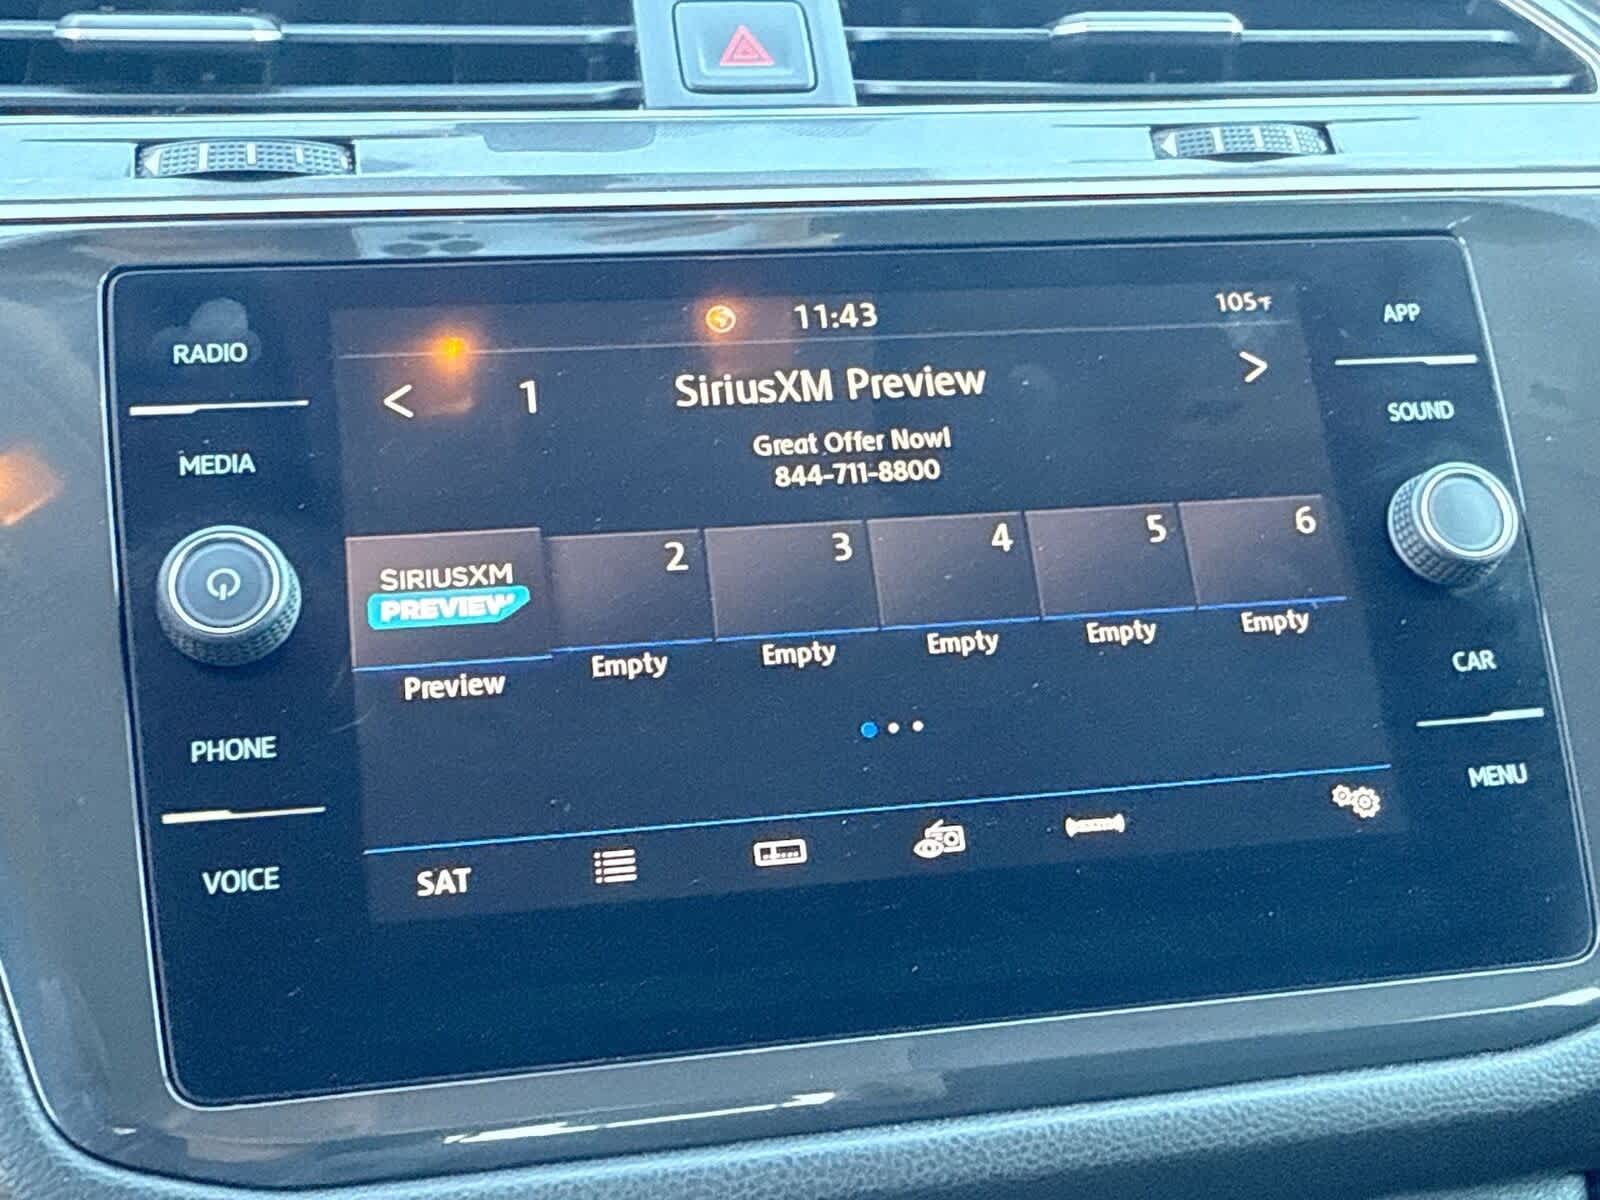 11:43
105°F
RADIO
MEDIA
PHONE
VOICE
< 1 SiriusXM Preview >
Great Offer Now!
844-711-8800
SIRIUSXM
PREVIEW
2
3
4
5
6
Preview
Empty
Empty
Empty
Empty
Empty
SAT
APP
SOUND
CAR
MENU